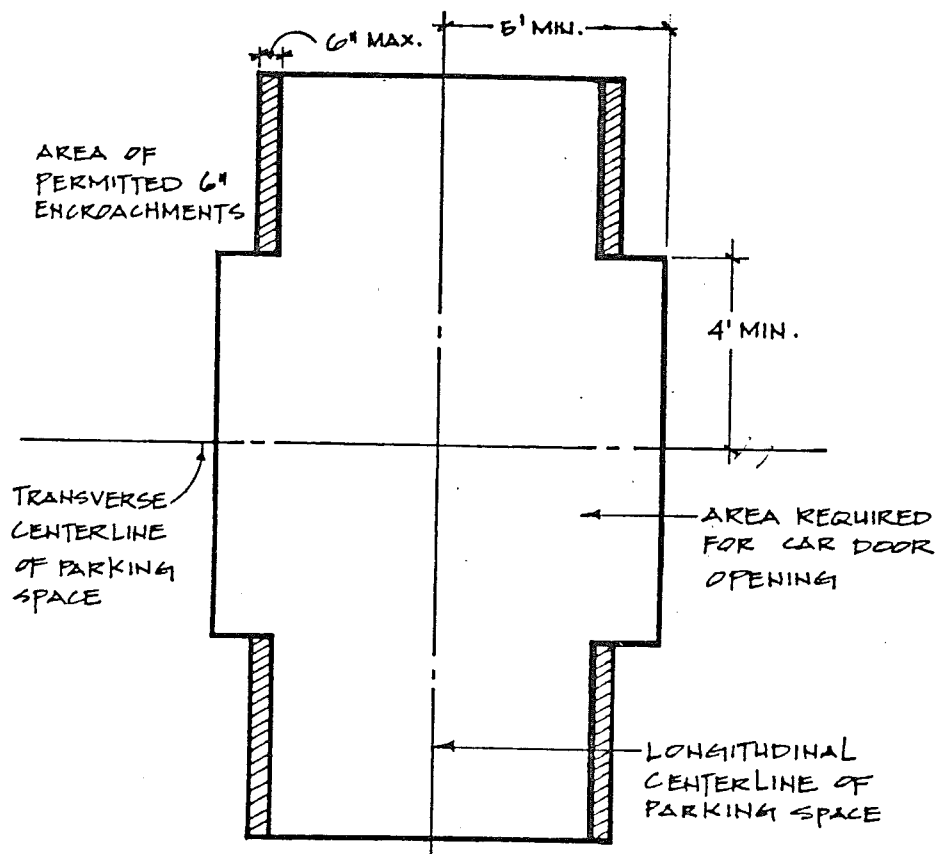 6" MAX.
5' MIN.
AREA OF
PERMITTED 6"
ENCROACHMENTS
4' MIN.
TRANSVERSE
CENTERLINE
OF PARKING
SPACE
AREA REQUIRED
FOR CAR DOOR
OPENING
LONGITUDINAL
CENTERLINE OF
PARKING SPACE